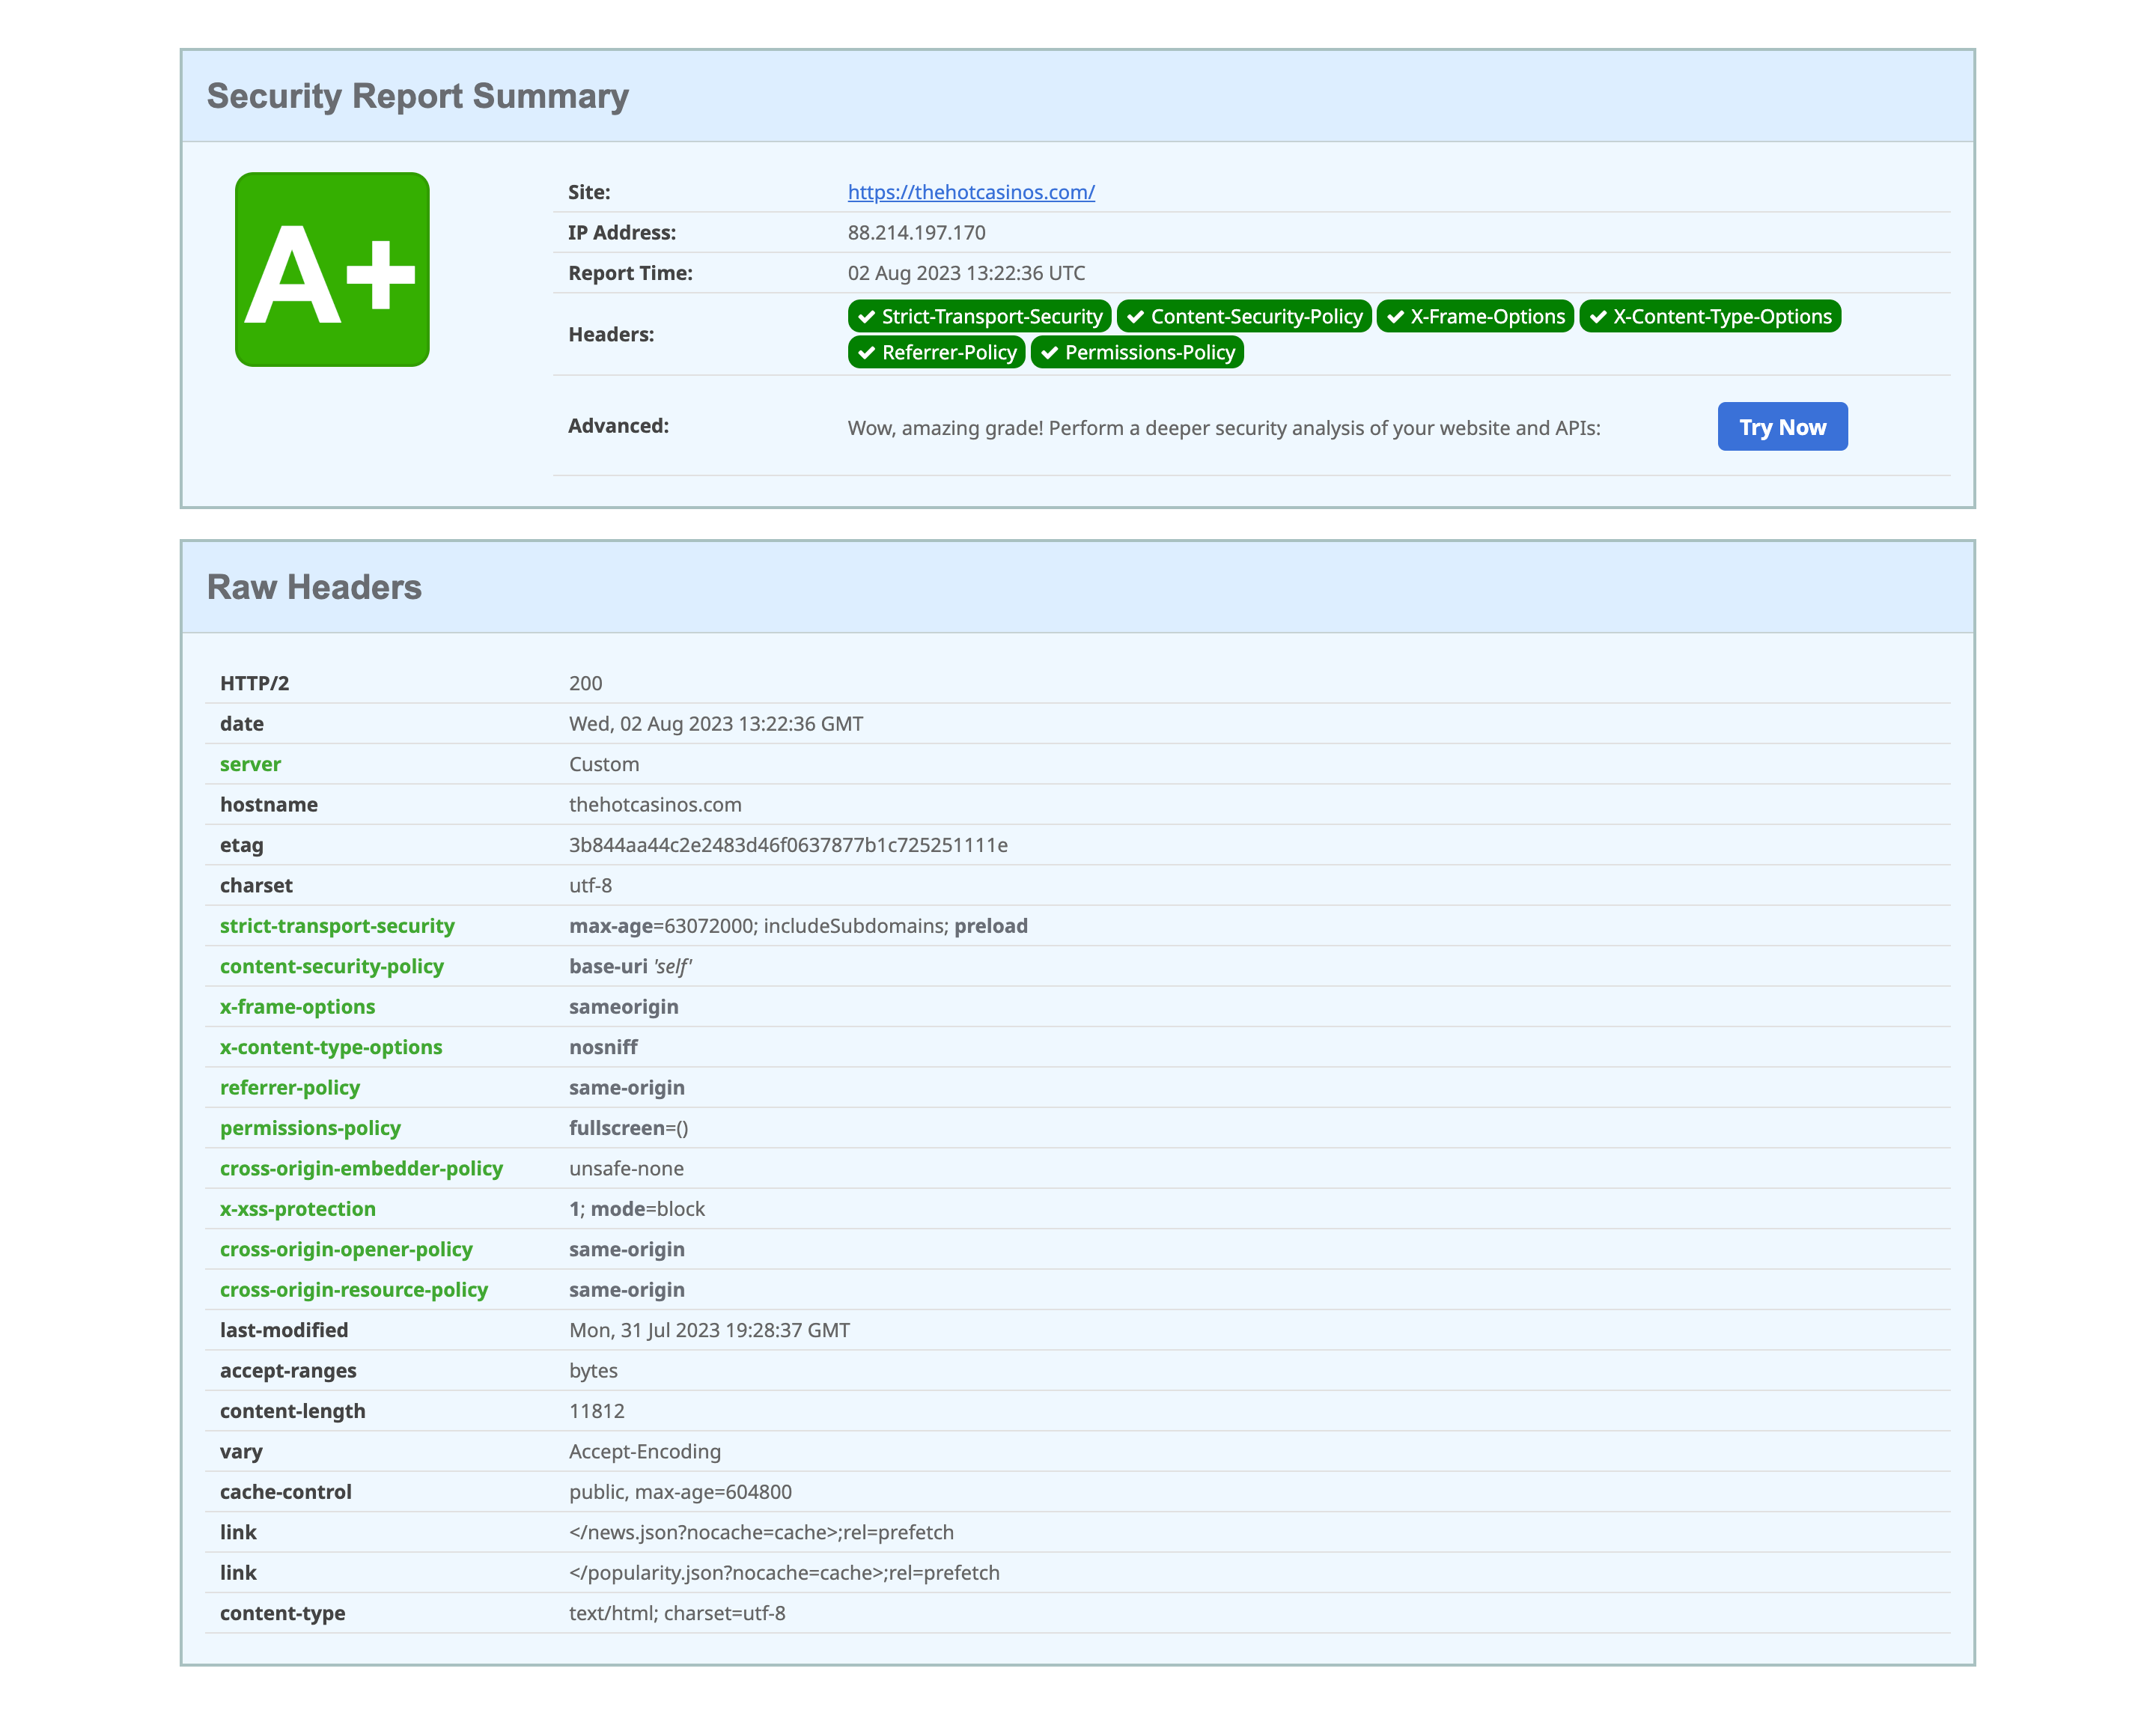 Security Report Summary
A+
Site: https://thehotcasinos.com/
IP Address: 88.214.197.170
Report Time: 02 Aug 2023 13:22:36 UTC
Headers: Strict-Transport-Security Content-Security-Policy X-Frame-Options X-Content-Type-Options
Referrer-Policy Permissions-Policy
Advanced: Wow, amazing grade! Perform a deeper security analysis of your website and APIs: Try Now
Raw Headers
HTTP/2 200
date Wed, 02 Aug 2023 13:22:36 GMT
server Custom
hostname thehotcasinos.com
etag 3b844aa44c2e2483d46f0637877b1c725251111e
charset utf-8
strict-transport-security max-age=63072000; includeSubdomains; preload
content-security-policy base-uri 'self'
x-frame-options sameorigin
x-content-type-options nosniff
referrer-policy same-origin
permissions-policy fullscreen=()
cross-origin-embedder-policy unsafe-none
x-xss-protection 1; mode=block
cross-origin-opener-policy same-origin
cross-origin-resource-policy same-origin
last-modified Mon, 31 Jul 2023 19:28:37 GMT
accept-ranges bytes
content-length 11812
vary Accept-Encoding
cache-control public, max-age=604800
link </news.json?nocache=cache>;rel=prefetch
link </popularity.json?nocache=cache>;rel=prefetch
content-type text/html; charset=utf-8